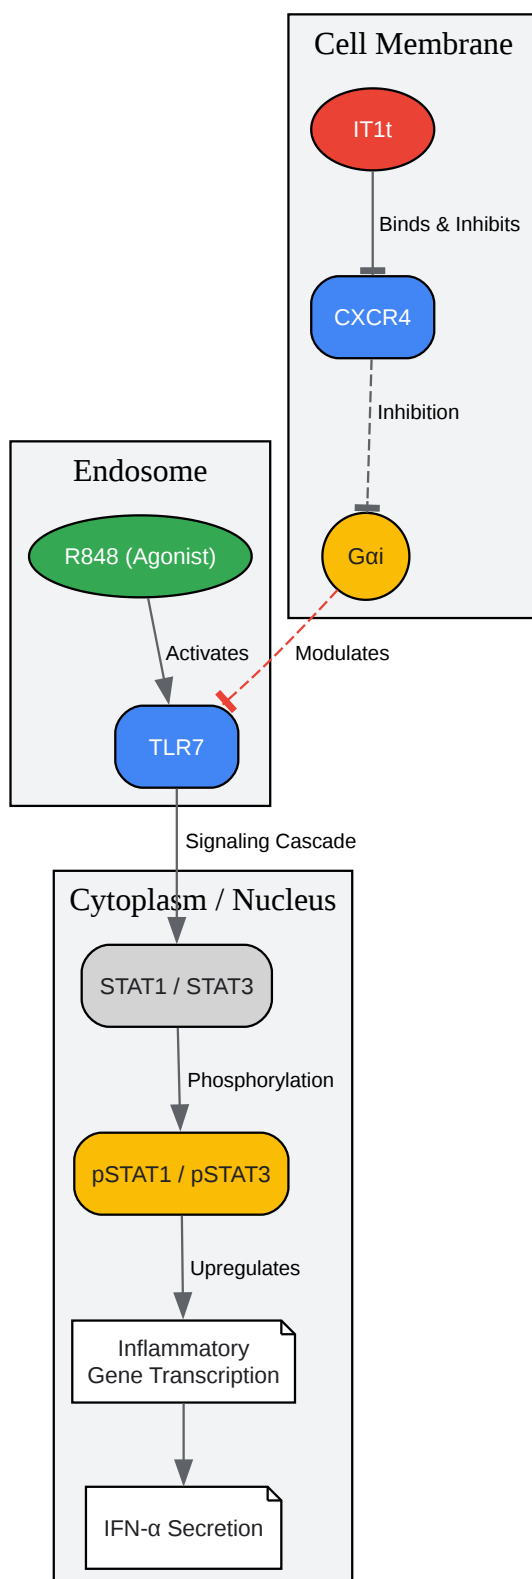 Cell Membrane
IT1t
Binds & Inhibits
CXCR4
Inhibition
Gαi
Modulates
Endosome
R848 (Agonist)
Activates
TLR7
Signaling Cascade
Cytoplasm / Nucleus
STAT1 / STAT3
Phosphorylation
pSTAT1 / pSTAT3
Upregulates
Inflammatory
Gene Transcription
IFN-α Secretion